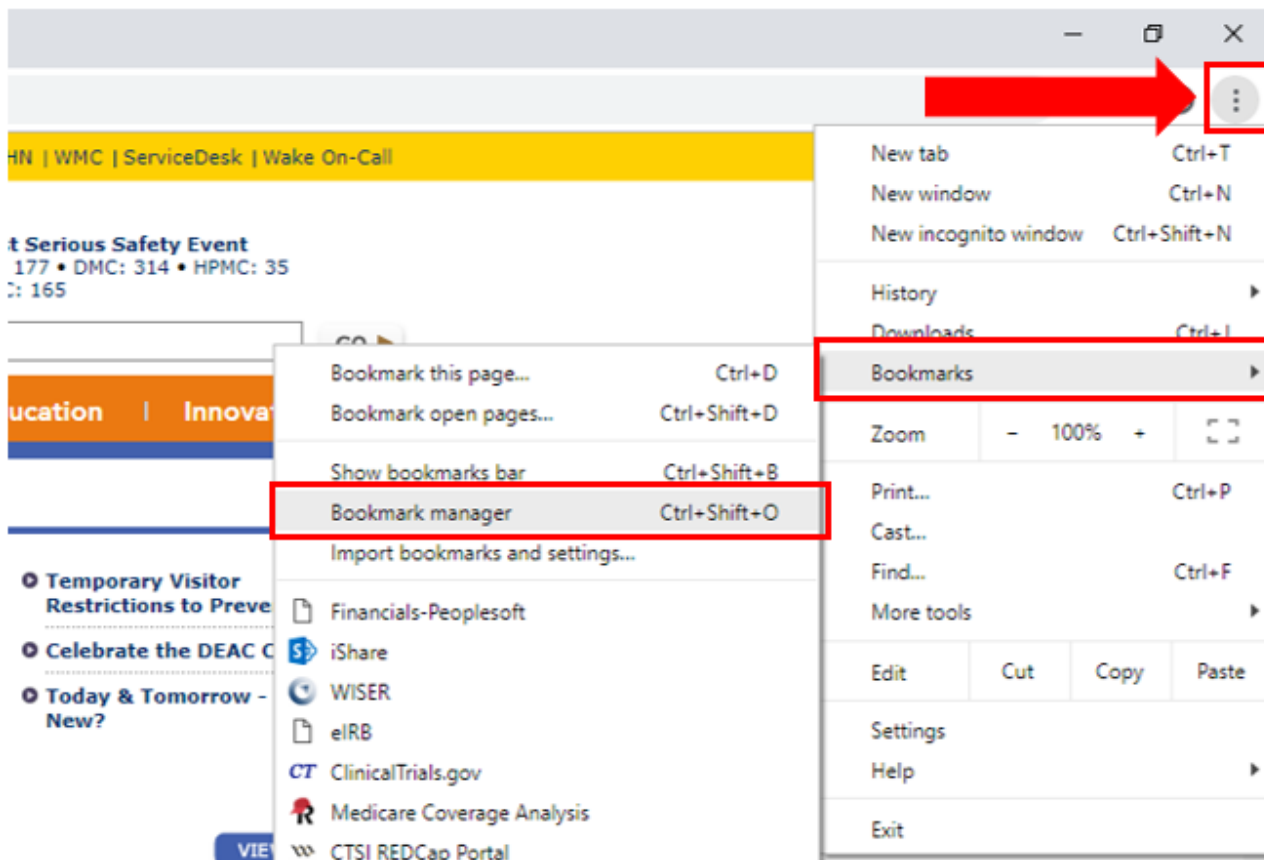 HN | WMC | ServiceDesk | Wake On-Call
t Serious Safety Event
177 • DMC: 314 • HPMC: 35
C: 165
GO
ucation | Innova
Temporary Visitor
Restrictions to Preve
Celebrate the DEAC C
Today & Tomorrow -
New?
VIE
New tab Ctrl+T
New window Ctrl+N
New incognito window Ctrl+Shift+N
History
Downloads Ctrl+J
Bookmarks
Zoom - 100% +
Print... Ctrl+P
Cast...
Find... Ctrl+F
More tools
Edit Cut Copy Paste
Settings
Help
Exit
Bookmark this page... Ctrl+D
Bookmark open pages... Ctrl+Shift+D
Show bookmarks bar Ctrl+Shift+B
Bookmark manager Ctrl+Shift+O
Import bookmarks and settings...
Financials-Peoplesoft
S iShare
WISER
eIRB
CT ClinicalTrials.gov
Medicare Coverage Analysis
CTSI REDCap Portal